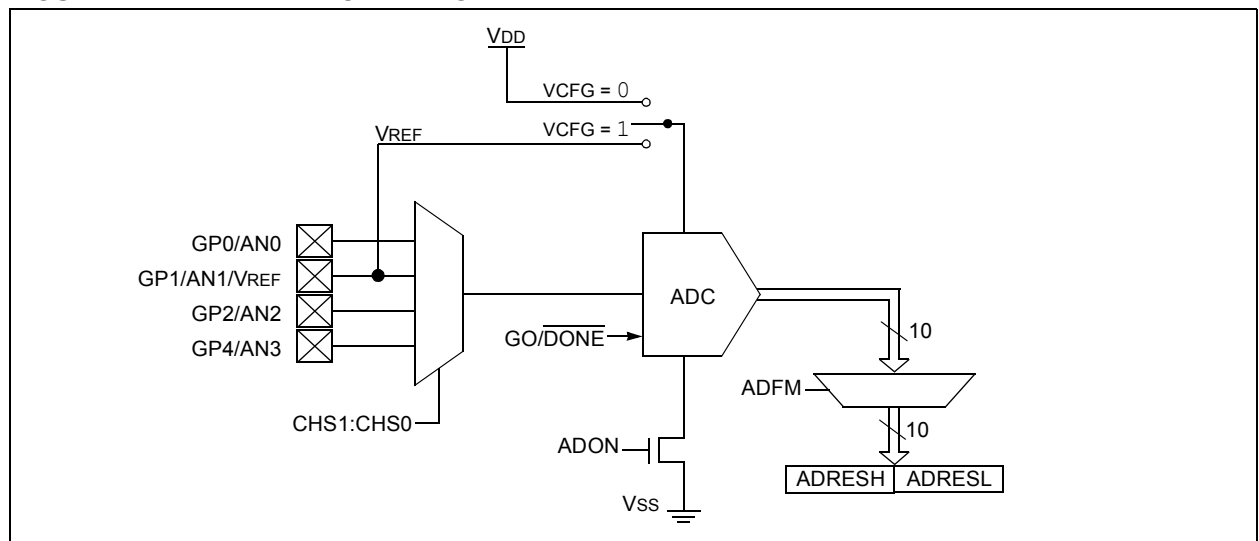 VDD
VCFG = 0
VCFG = 1
VREF
GP0/AN0
GP1/AN1/VREF
GP2/AN2
GP4/AN3
ADC
GO/DONE
10
ADFM
CHS1:CHS0
10
ADON
ADRESH ADRESL
VSS